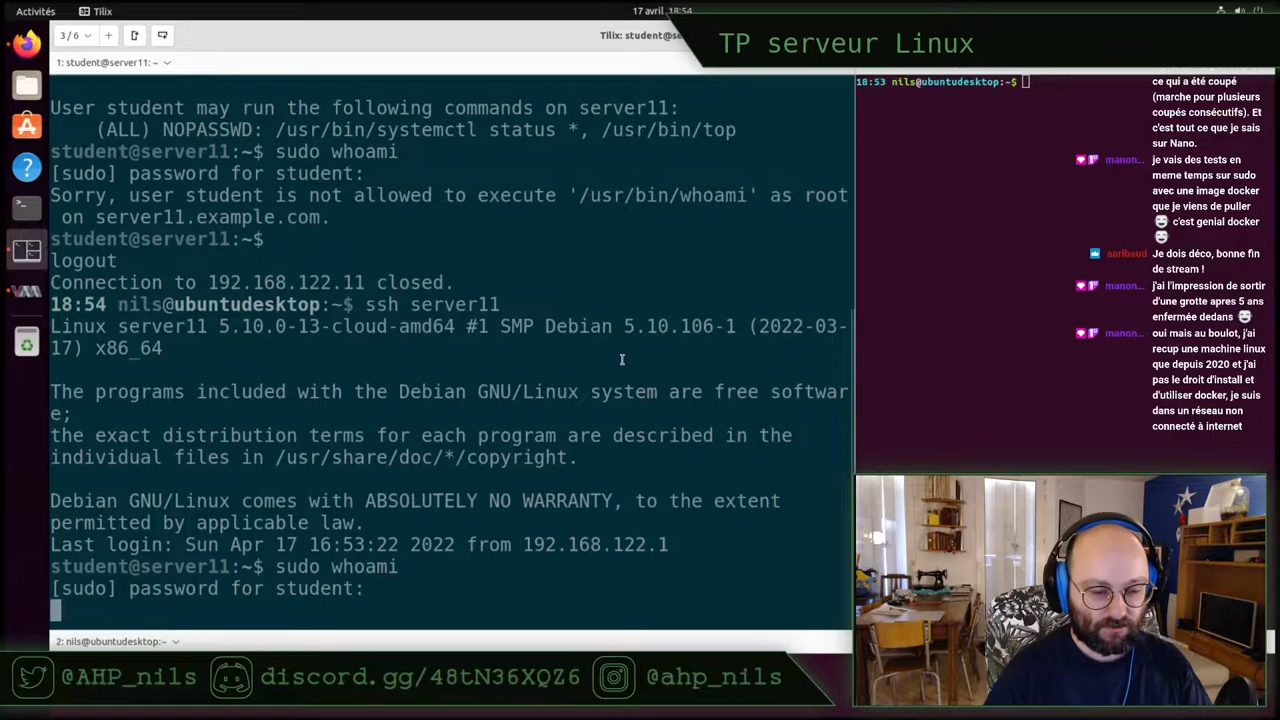 Activités
Tilix
17 avril 18:54
TP serveur Linux
3/6
Tilix: student@se
1: student@server11: ~
User student may run the following commands on server11:
(ALL) NOPASSWD: /usr/bin/systemctl status *, /usr/bin/top
student@server11:~$ sudo whoami
[sudo] password for student:
Sorry, user student is not allowed to execute '/usr/bin/whoami' as root
on server11.example.com.
student@server11:~$
logout
Connection to 192.168.122.11 closed.
18:54 nils@ubuntudesktop:~$ ssh server11
Linux server11 5.10.0-13-cloud-amd64 #1 SMP Debian 5.10.106-1 (2022-03-
17) x86_64
The programs included with the Debian GNU/Linux system are free softwar
e;
the exact distribution terms for each program are described in the
individual files in /usr/share/doc/*/copyright.
Debian GNU/Linux comes with ABSOLUTELY NO WARRANTY, to the extent
permitted by applicable law.
Last login: Sun Apr 17 16:53:22 2022 from 192.168.122.1
student@server11:~$ sudo whoami
[sudo] password for student:
2: nils@ubuntudesktop:~
18:53 nils@ubuntudesktop:~$
ce qui a été coupé
(marche pour plusieurs
coupés consécutifs). Et
c'est tout ce que je sais
sur Nano.
manon... je vais des tests en
meme temps sur sudo
avec une image docker
que je viens de puller
c'est genial docker
aaribaud Je dois déco, bonne fin
de stream !
manon... j'ai l'impression de sortir
d'une grotte apres 5 ans
enfermée dedans
manon... oui mais au boulot, j'ai
recup une machine linux
que depuis 2020 et j'ai
pas le droit d'install et
d'utiliser docker, je suis
dans un réseau non
connecté à internet
@AHP_nils
discord.gg/48tN36XQZ6
@ahp_nils